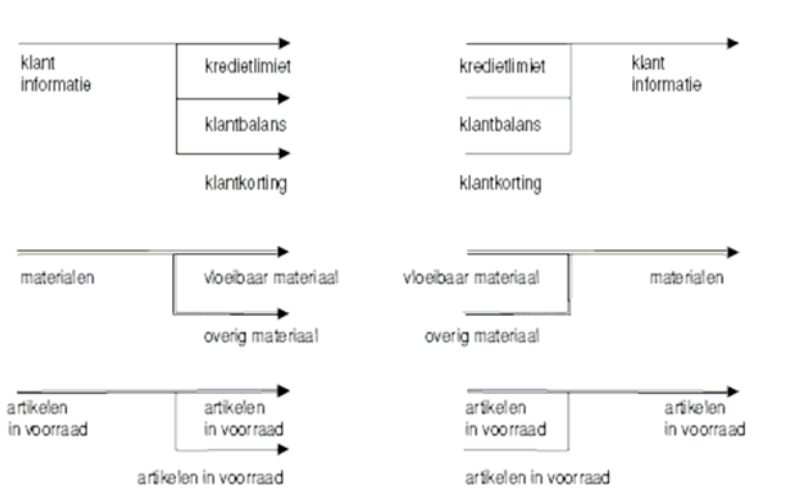 klant
informatie
kredietlimiet
klantbalans
klantkorting
kredietlimiet
klantbalans
klantkorting
klant
informatie
materialen
vloeibaar materiaal
overig materiaal
vloeibaar materiaal
overig materiaal
materialen
artikelen
in voorraad
artikelen
in voorraad
artikelen in voorraad
artikelen
in voorraad
artikelen in voorraad
artikelen
in voorraad